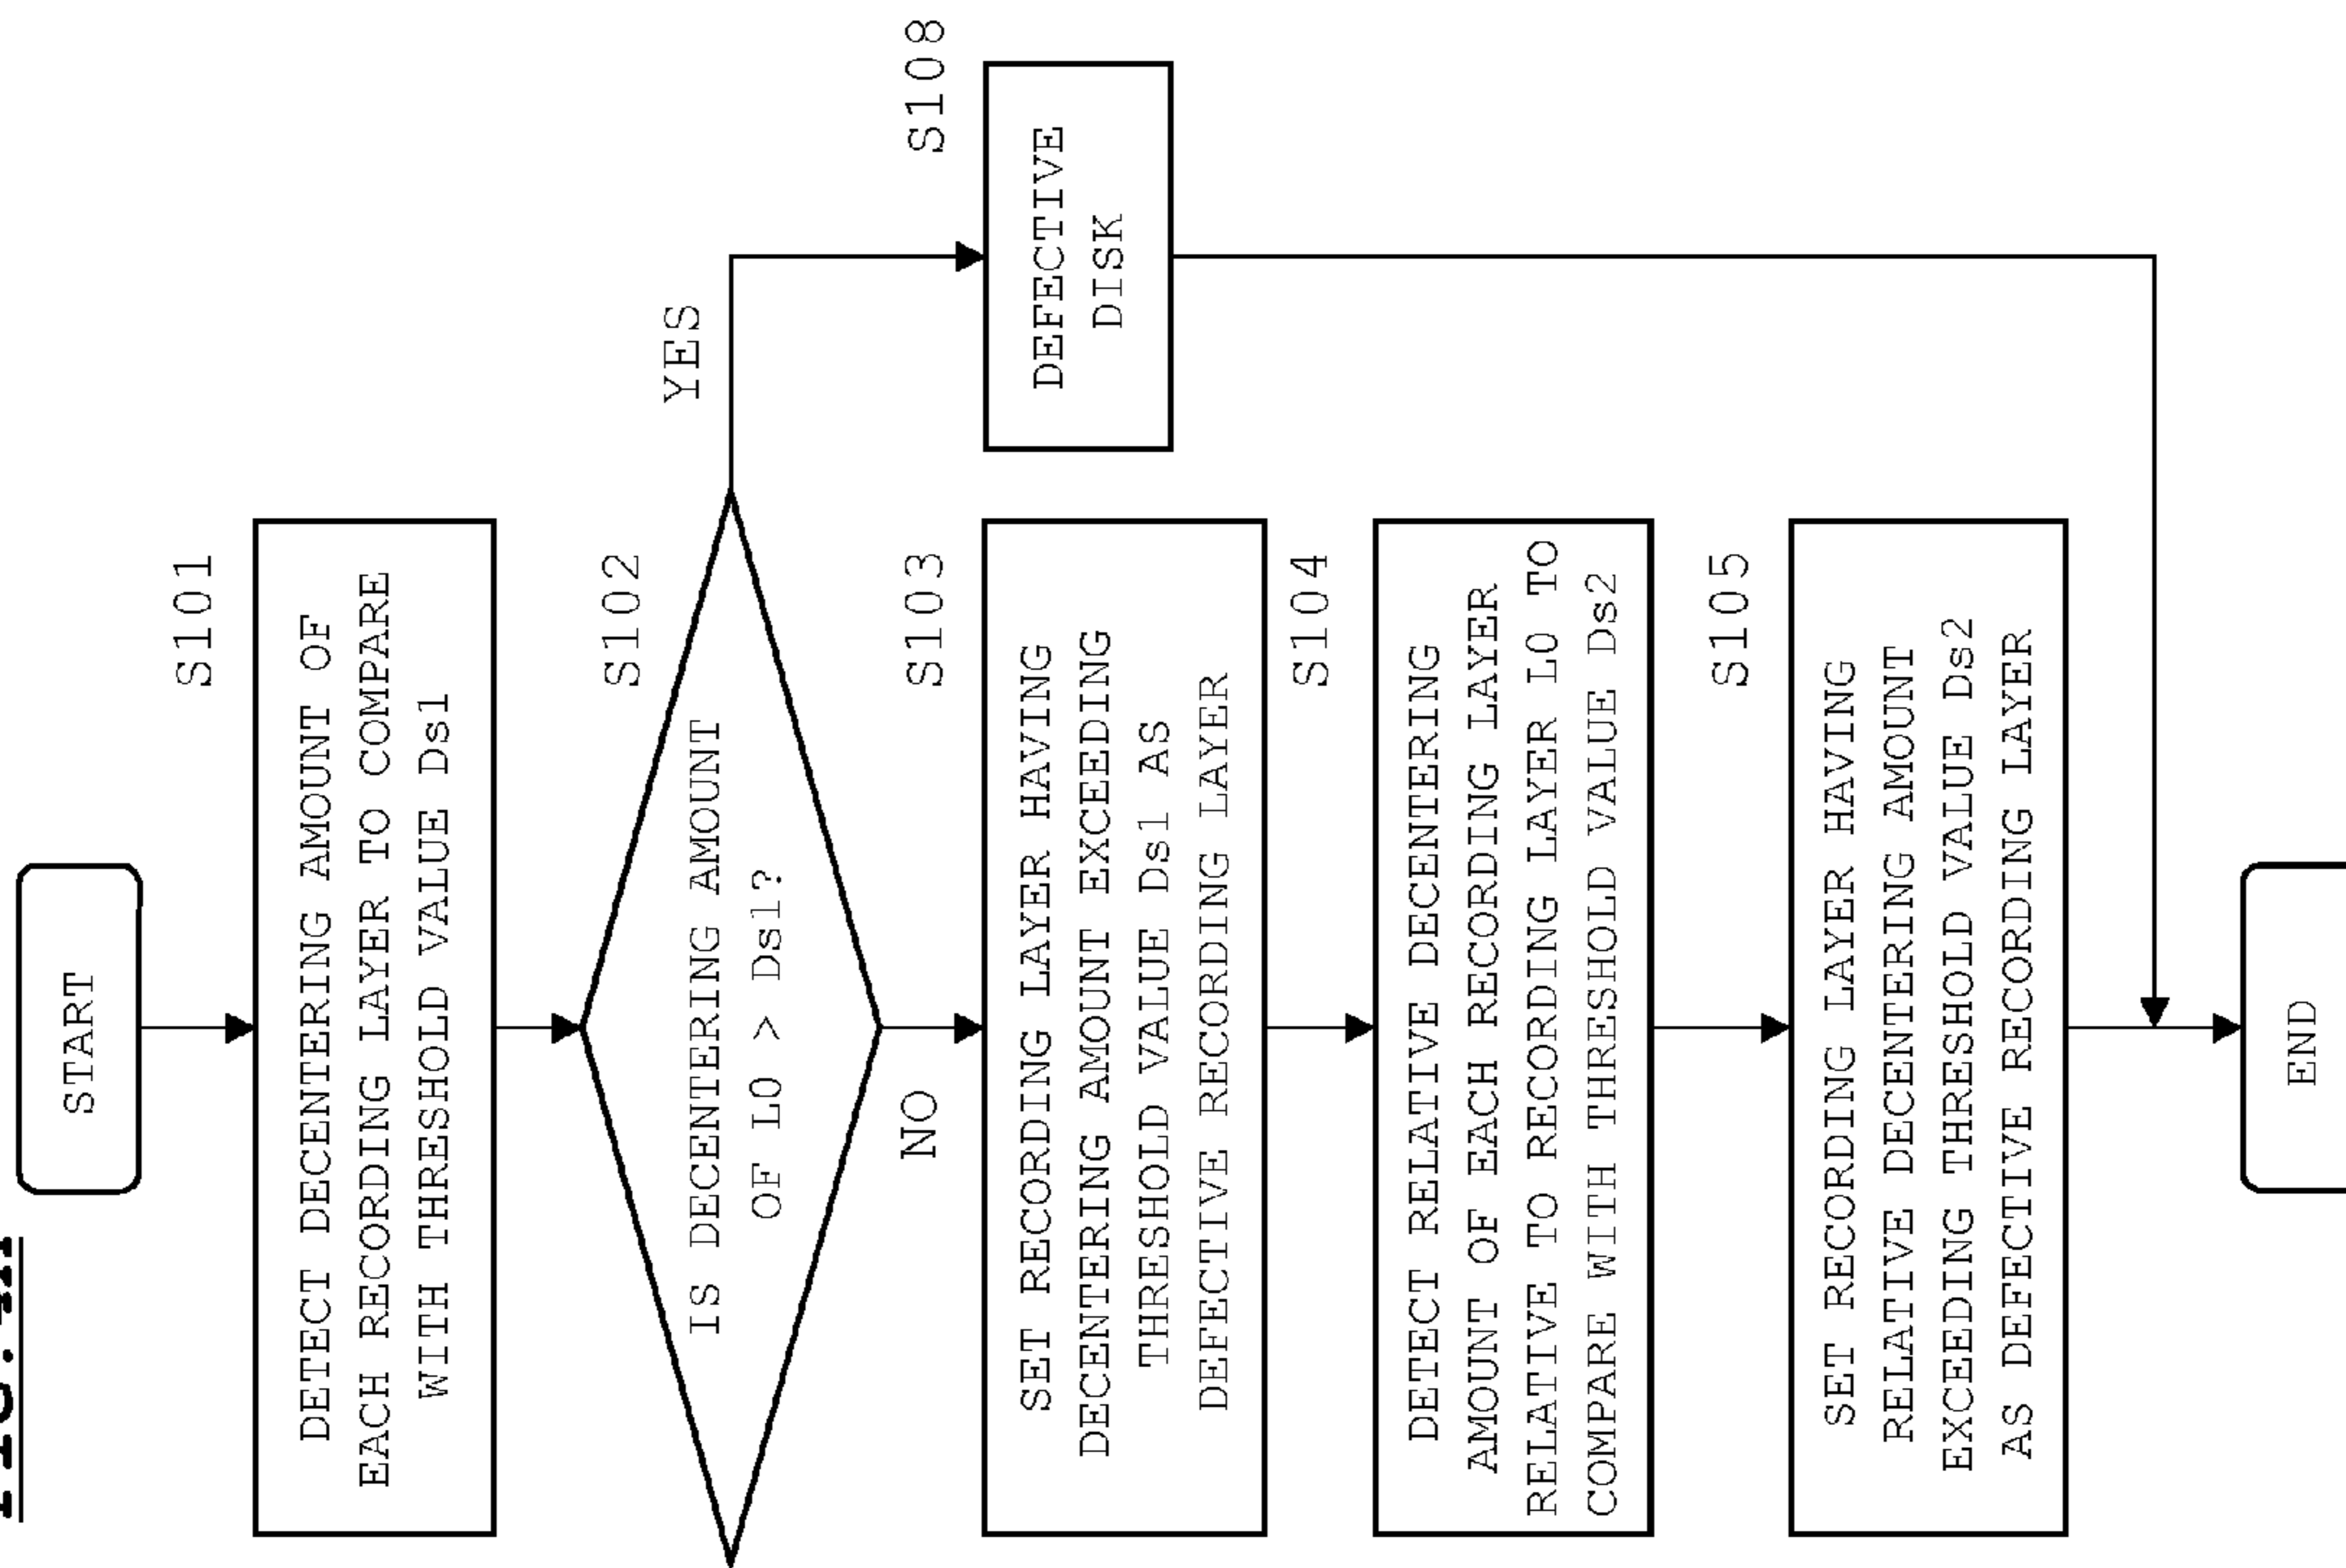 START
S101
DETECT DECENTERING AMOUNT OF
EACH RECORDING LAYER TO COMPARE
WITH THRESHOLD VALUE Ds1
S102
IS DECENTERING AMOUNT
OF L0 > Ds1?
YES
NO
S108
DEFECTIVE
DISK
S103
SET RECORDING LAYER HAVING
DECENTERING AMOUNT EXCEEDING
THRESHOLD VALUE Ds1 AS
DEFECTIVE RECORDING LAYER
S104
DETECT RELATIVE DECENTERING
AMOUNT OF EACH RECORDING LAYER
RELATIVE TO RECORDING LAYER L0 TO
COMPARE WITH THRESHOLD VALUE Ds2
S105
SET RECORDING LAYER HAVING
RELATIVE DECENTERING AMOUNT
EXCEEDING THRESHOLD VALUE Ds2
AS DEFECTIVE RECORDING LAYER
END